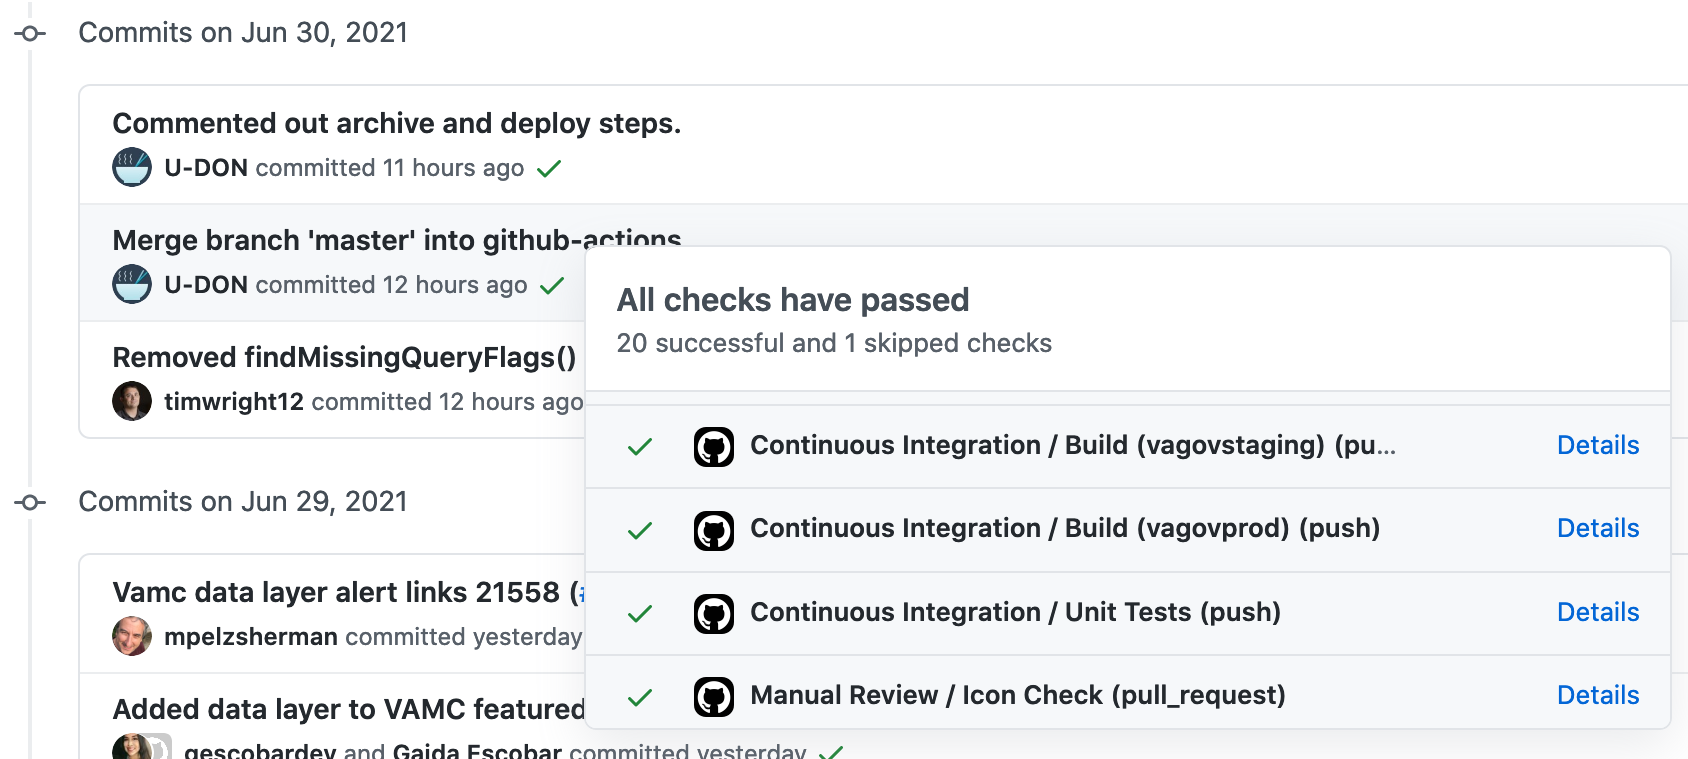 Commits on Jun 30, 2021
Commented out archive and deploy steps.
U-DON committed 11 hours ago
Merge branch 'master' into github-actions
U-DON committed 12 hours ago
Removed findMissingQueryFlags()
timwright12 committed 12 hours ago
All checks have passed
20 successful and 1 skipped checks
Continuous Integration / Build (vagovstaging) (pu... Details
Continuous Integration / Build (vagovprod) (push) Details
Continuous Integration / Unit Tests (push) Details
Manual Review / Icon Check (pull_request) Details
Commits on Jun 29, 2021
Vamc data layer alert links 21558 (#
mpelzsherman committed yesterday
Added data layer to VAMC featured
gescobardev and Gaida Escobar committed yesterday